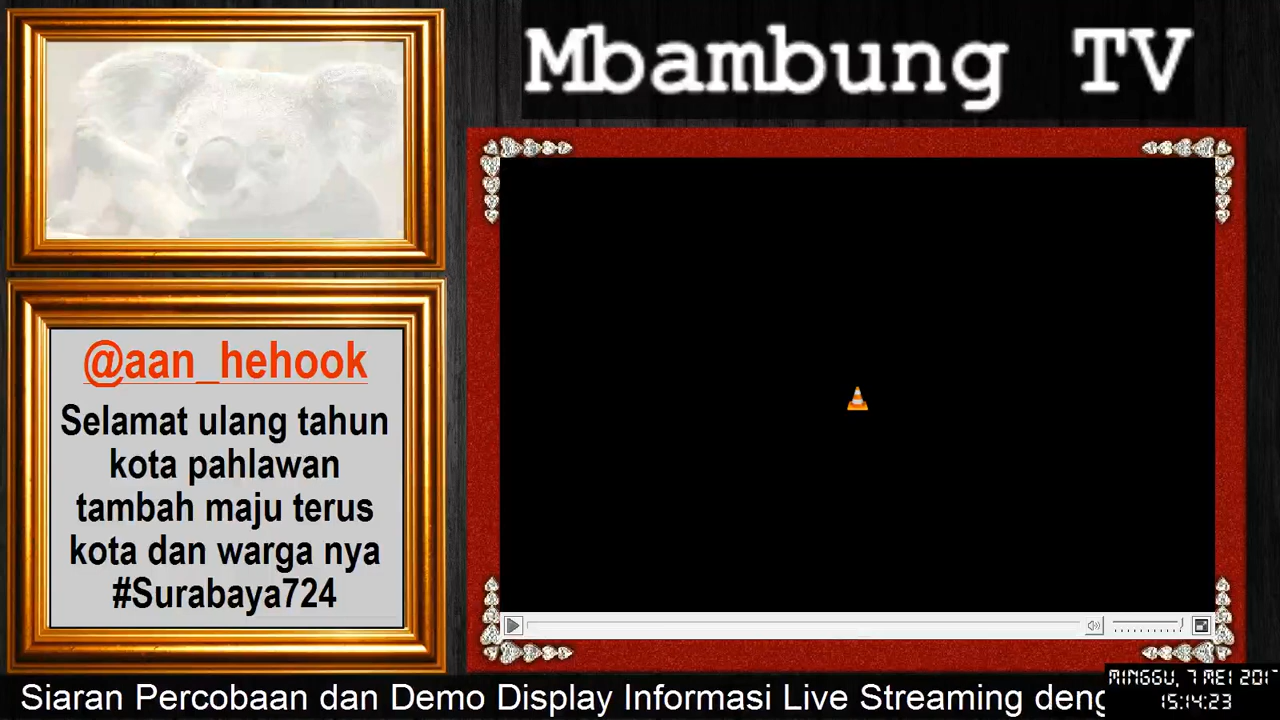 Mbambung TV
@aan_hehook
Selamat ulang tahun
kota pahlawan
tambah maju terus
kota dan warga nya
#Surabaya724
Siaran Percobaan dan Demo Display Informasi Live Streaming deng
MINGGU, 7 MEI 201
15:14:23